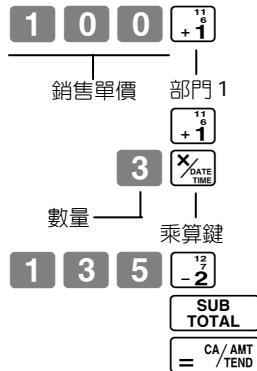 1 0 0 11 6 + 1
銷售單價 部門 1
11 6 + 1
3 × / DATE TIME
數量
乘算鍵
1 3 5 12 7 - 2
SUB TOTAL
= CA / AMT / TEND